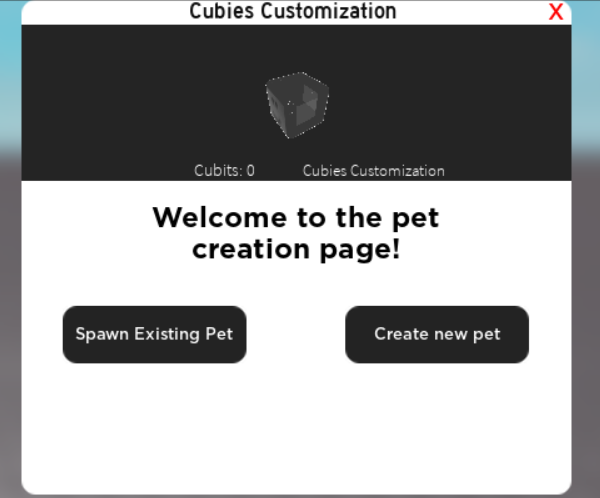 Cubies Customization X
Cubits: 0 Cubies Customization
Welcome to the pet
creation page!
Spawn Existing Pet Create new pet